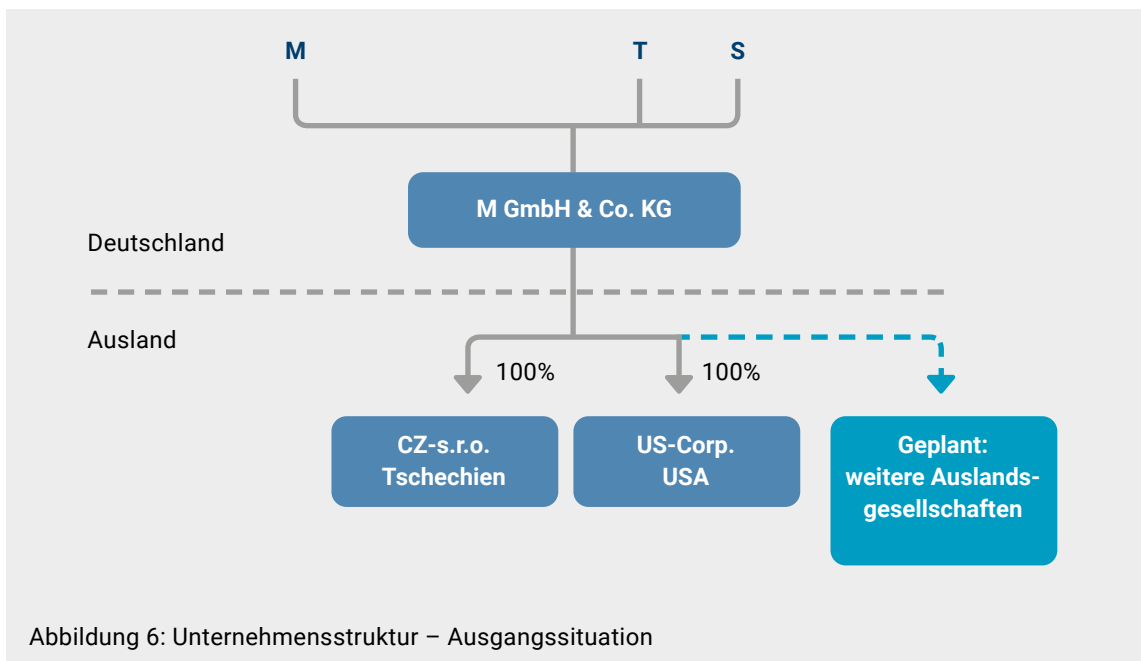 M T S
M GmbH & Co. KG
Deutschland
Ausland
100% 100%
CZ-s.r.o.
Tschechien
US-Corp.
USA
Geplant:
weitere Auslands-
gesellschaften
Abbildung 6: Unternehmensstruktur – Ausgangssituation